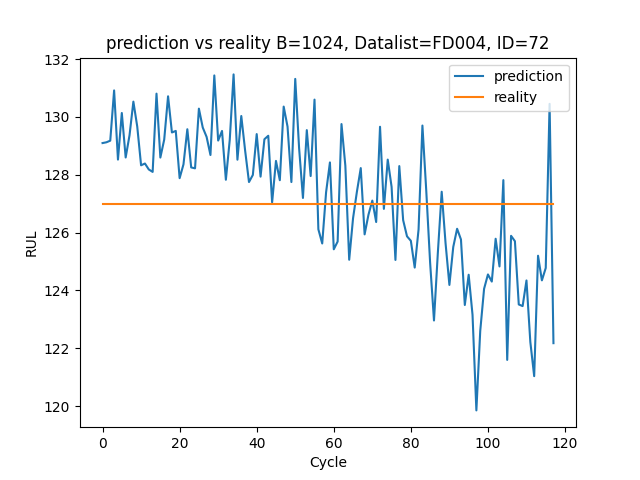 prediction vs reality B=1024, Datalist=FD004, ID=72
prediction
reality
RUL
132
130
128
126
124
122
120
0 20 40 60 80 100 120
Cycle